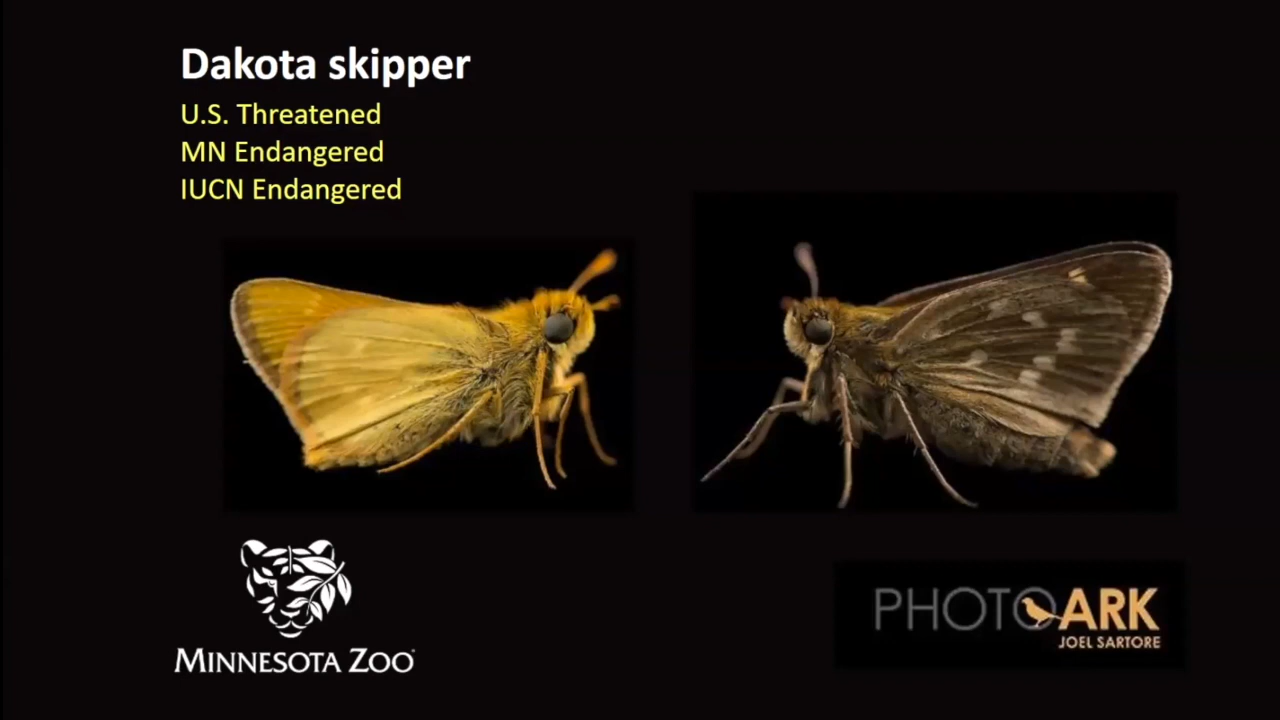 Dakota skipper
U.S. Threatened
MN Endangered
IUCN Endangered
MINNESOTA ZOO
PHOTO ARK
JOEL SARTORE